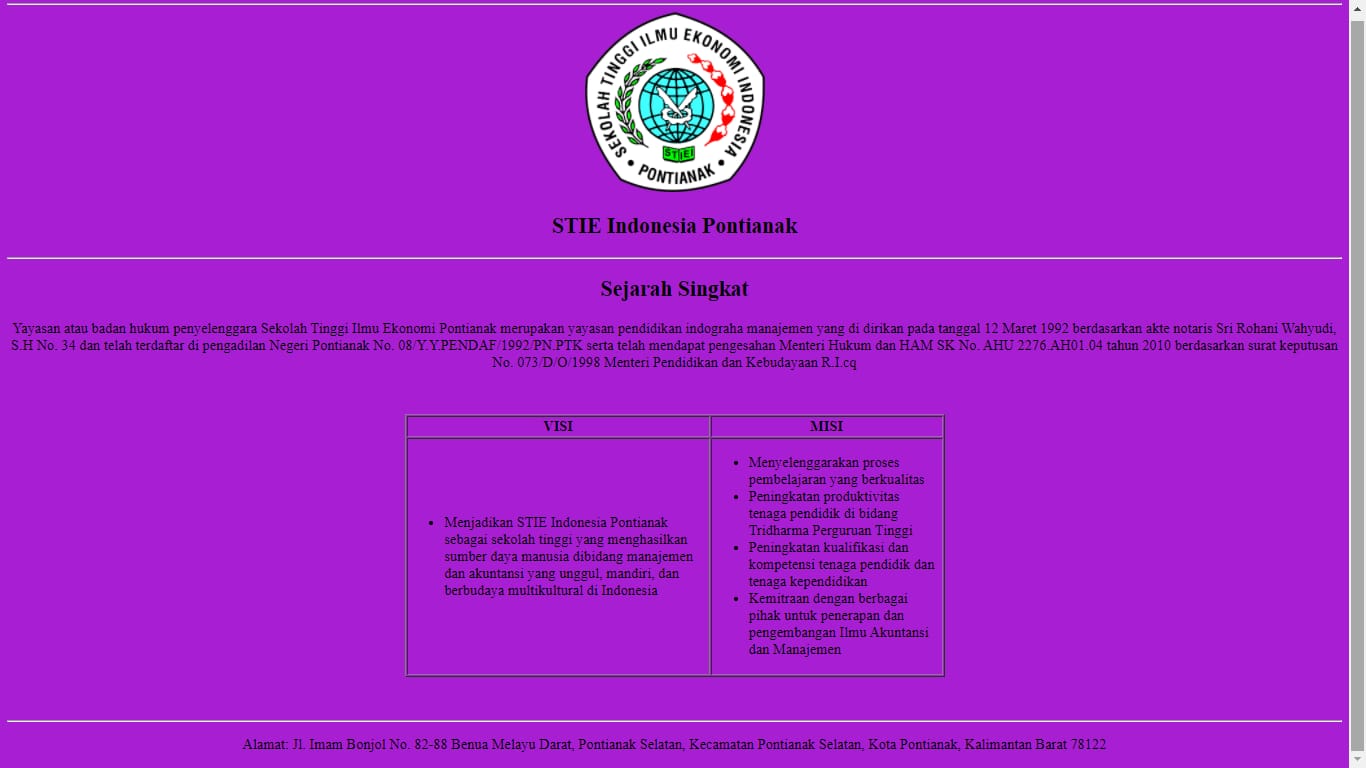 SEKOLAH TINGGI ILMU EKONOMI INDONESIA
STIEI
• PONTIANAK •
STIE Indonesia Pontianak
Sejarah Singkat
Yayasan atau badan hukum penyelenggara Sekolah Tinggi Ilmu Ekonomi Pontianak merupakan yayasan pendidikan indograha manajemen yang di dirikan pada tanggal 12 Maret 1992 berdasarkan akte notaris Sri Rohani Wahyudi,
S.H No. 34 dan telah terdaftar di pengadilan Negeri Pontianak No. 08/Y.Y.PENDAF/1992/PN.PTK serta telah mendapat pengesahan Menteri Hukum dan HAM SK No. AHU 2276.AH01.04 tahun 2010 berdasarkan surat keputusan
No. 073/D/O/1998 Menteri Pendidikan dan Kebudayaan R.I.cq
VISI
MISI
• Menjadikan STIE Indonesia Pontianak
sebagai sekolah tinggi yang menghasilkan
sumber daya manusia dibidang manajemen
dan akuntansi yang unggul, mandiri, dan
berbudaya multikultural di Indonesia
• Menyelenggarakan proses
pembelajaran yang berkualitas
• Peningkatan produktivitas
tenaga pendidik di bidang
Tridharma Perguruan Tinggi
• Peningkatan kualifikasi dan
kompetensi tenaga pendidik dan
tenaga kependidikan
• Kemitraan dengan berbagai
pihak untuk penerapan dan
pengembangan Ilmu Akuntansi
dan Manajemen
Alamat: Jl. Imam Bonjol No. 82-88 Benua Melayu Darat, Pontianak Selatan, Kecamatan Pontianak Selatan, Kota Pontianak, Kalimantan Barat 78122